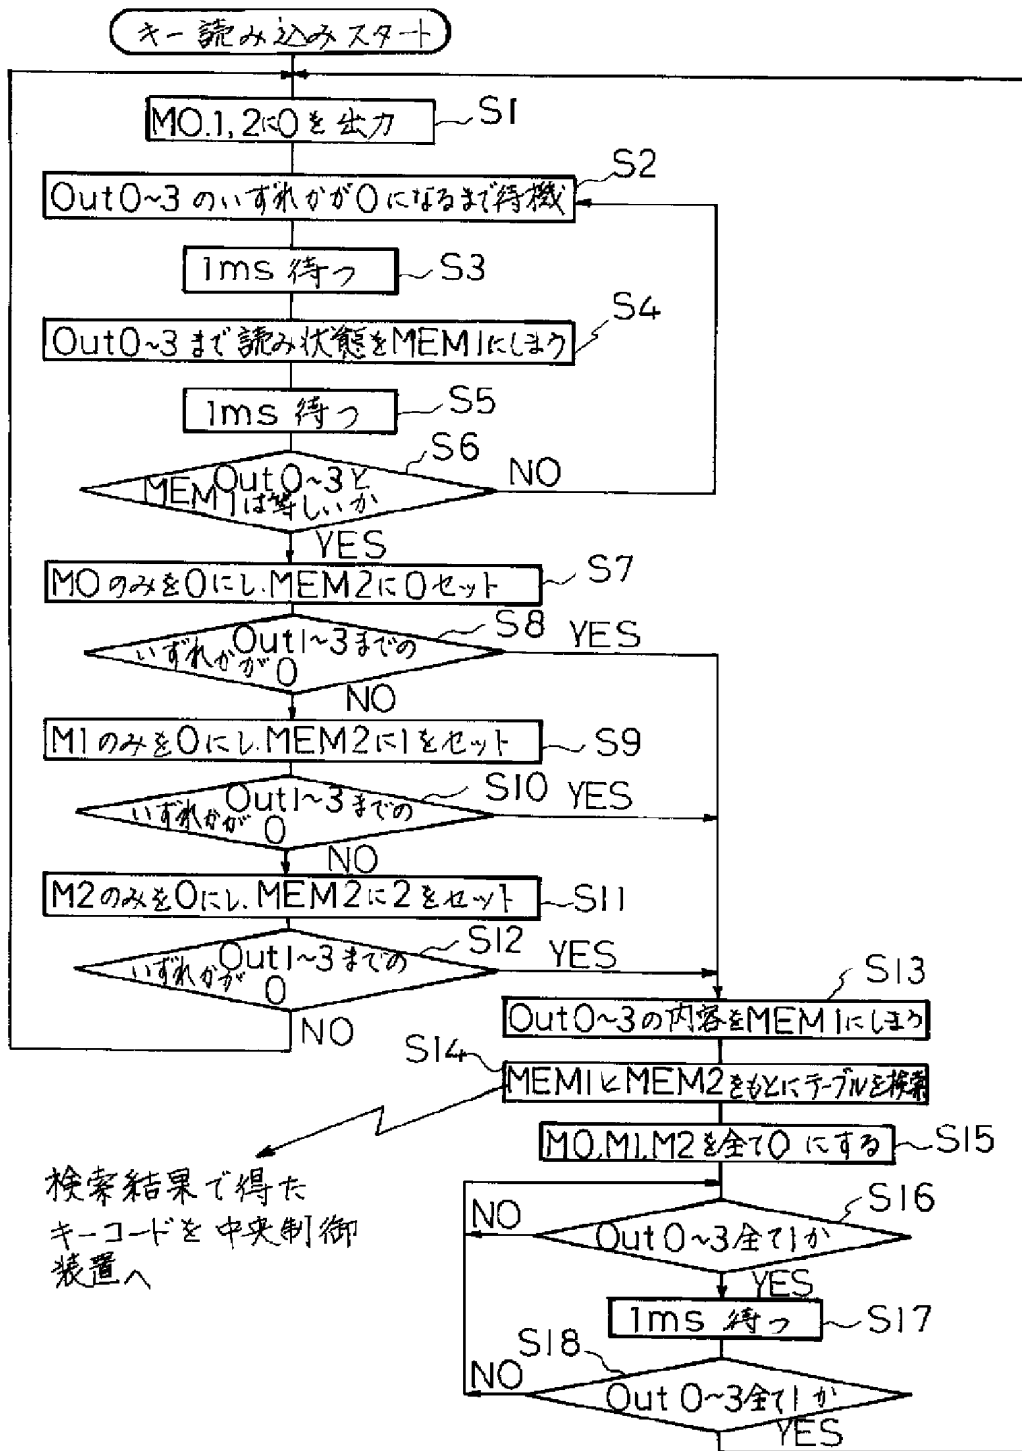 キー読み込みスタート
M0.1,2に0を出力
S1
Out0~3のいずれかが0になるまで待機
S2
1ms 待つ
S3
Out0~3まで読み状態をMEM1にしまう
S4
1ms 待つ
S5
Out0~3と
MEM1は等しいか
S6
NO
YES
M0のみを0にし.MEM2に0セット
S7
Out1~3までの
いずれかが0
S8
YES
NO
M1のみを0にし.MEM2に1をセット
S9
Out1~3までの
いずれかが0
S10
YES
NO
M2のみを0にし.MEM2に2をセット
S11
Out1~3までの
いずれかが0
S12
YES
NO
Out0~3の内容をMEM1にしまう
S13
MEM1とMEM2をもとにテーブルを検索
S14
検索結果で得た
キーコードを中央制御
装置へ
M0.M1.M2を全て0にする
S15
Out0~3全て1か
S16
NO
YES
1ms 待つ
S17
Out0~3全て1か
S18
NO
YES